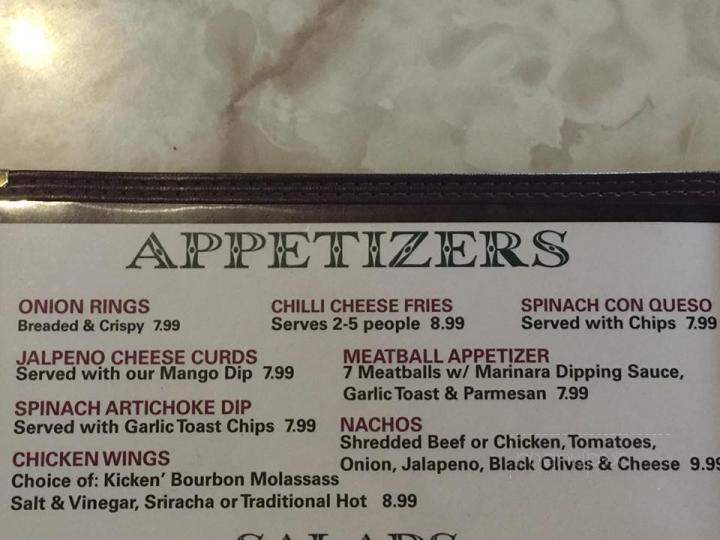 APPETIZERS
ONION RINGS
Breaded & Crispy 7.99
CHILLI CHEESE FRIES
Serves 2-5 people 8.99
SPINACH CON QUESO
Served with Chips 7.99
JALPENO CHEESE CURDS
Served with our Mango Dip 7.99
MEATBALL APPETIZER
7 Meatballs w/ Marinara Dipping Sauce,
Garlic Toast & Parmesan 7.99
SPINACH ARTICHOKE DIP
Served with Garlic Toast Chips 7.99
NACHOS
Shredded Beef or Chicken, Tomatoes,
Onion, Jalapeno, Black Olives & Cheese 9.99
CHICKEN WINGS
Choice of: Kicken' Bourbon Molassass
Salt & Vinegar, Sriracha or Traditional Hot 8.99
SALADS